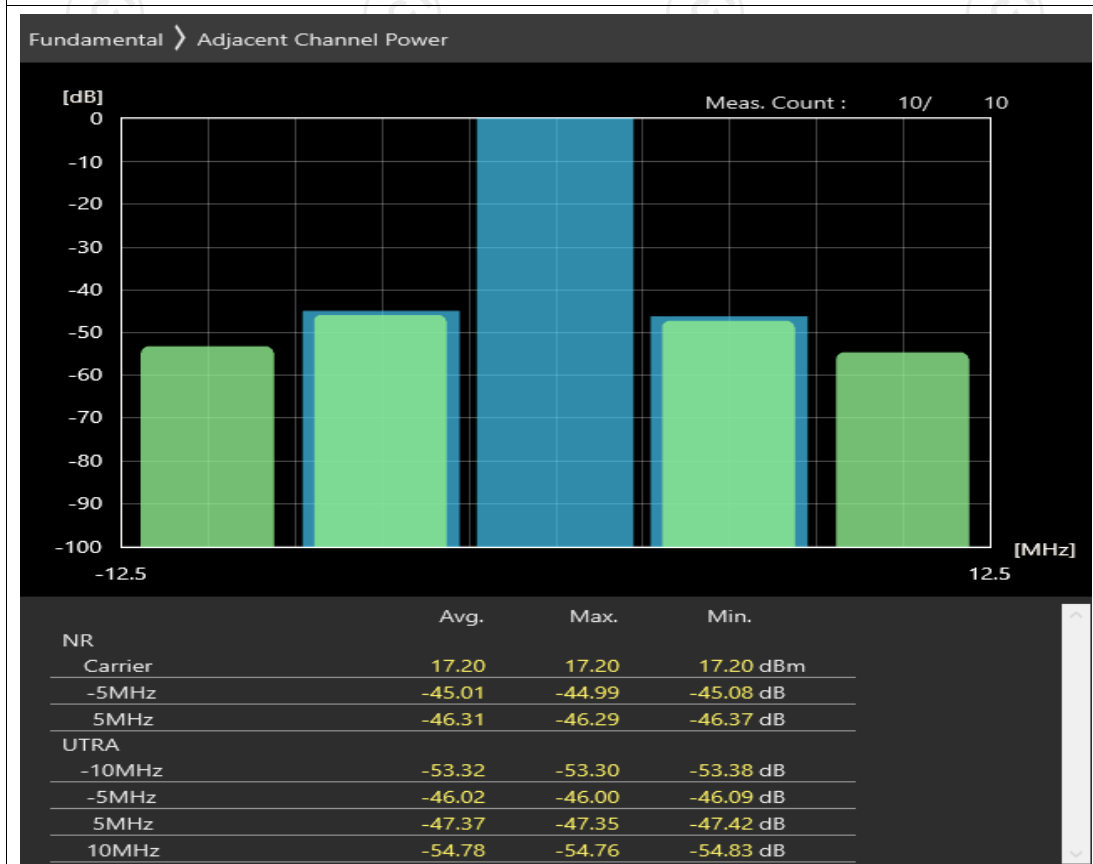 Fundamental 》 Adjacent Channel Power
[dB]
Meas. Count : 10/ 10
0
-10
-20
-30
-40
-50
-60
-70
-80
-90
-100
[MHz]
-12.5 12.5
Avg. Max. Min.
NR
Carrier 17.20 17.20 17.20 dBm
-5MHz -45.01 -44.99 -45.08 dB
5MHz -46.31 -46.29 -46.37 dB
UTRA
-10MHz -53.32 -53.30 -53.38 dB
-5MHz -46.02 -46.00 -46.09 dB
5MHz -47.37 -47.35 -47.42 dB
10MHz -54.78 -54.76 -54.83 dB